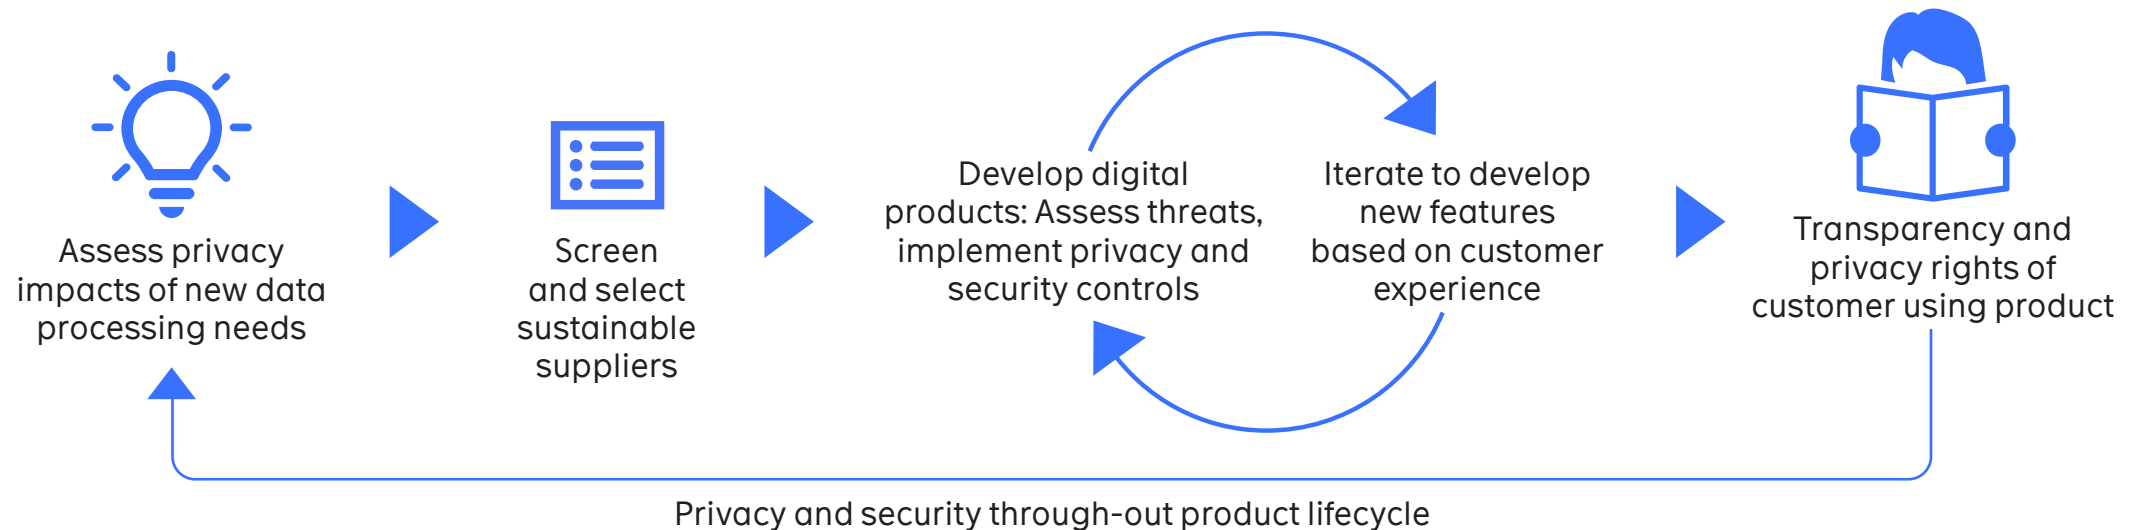 Assess privacy
impacts of new data
processing needs
Screen
and select
sustainable
suppliers
Develop digital
products: Assess threats,
implement privacy and
security controls
Iterate to develop
new features
based on customer
experience
Transparency and
privacy rights of
customer using product
Privacy and security through-out product lifecycle